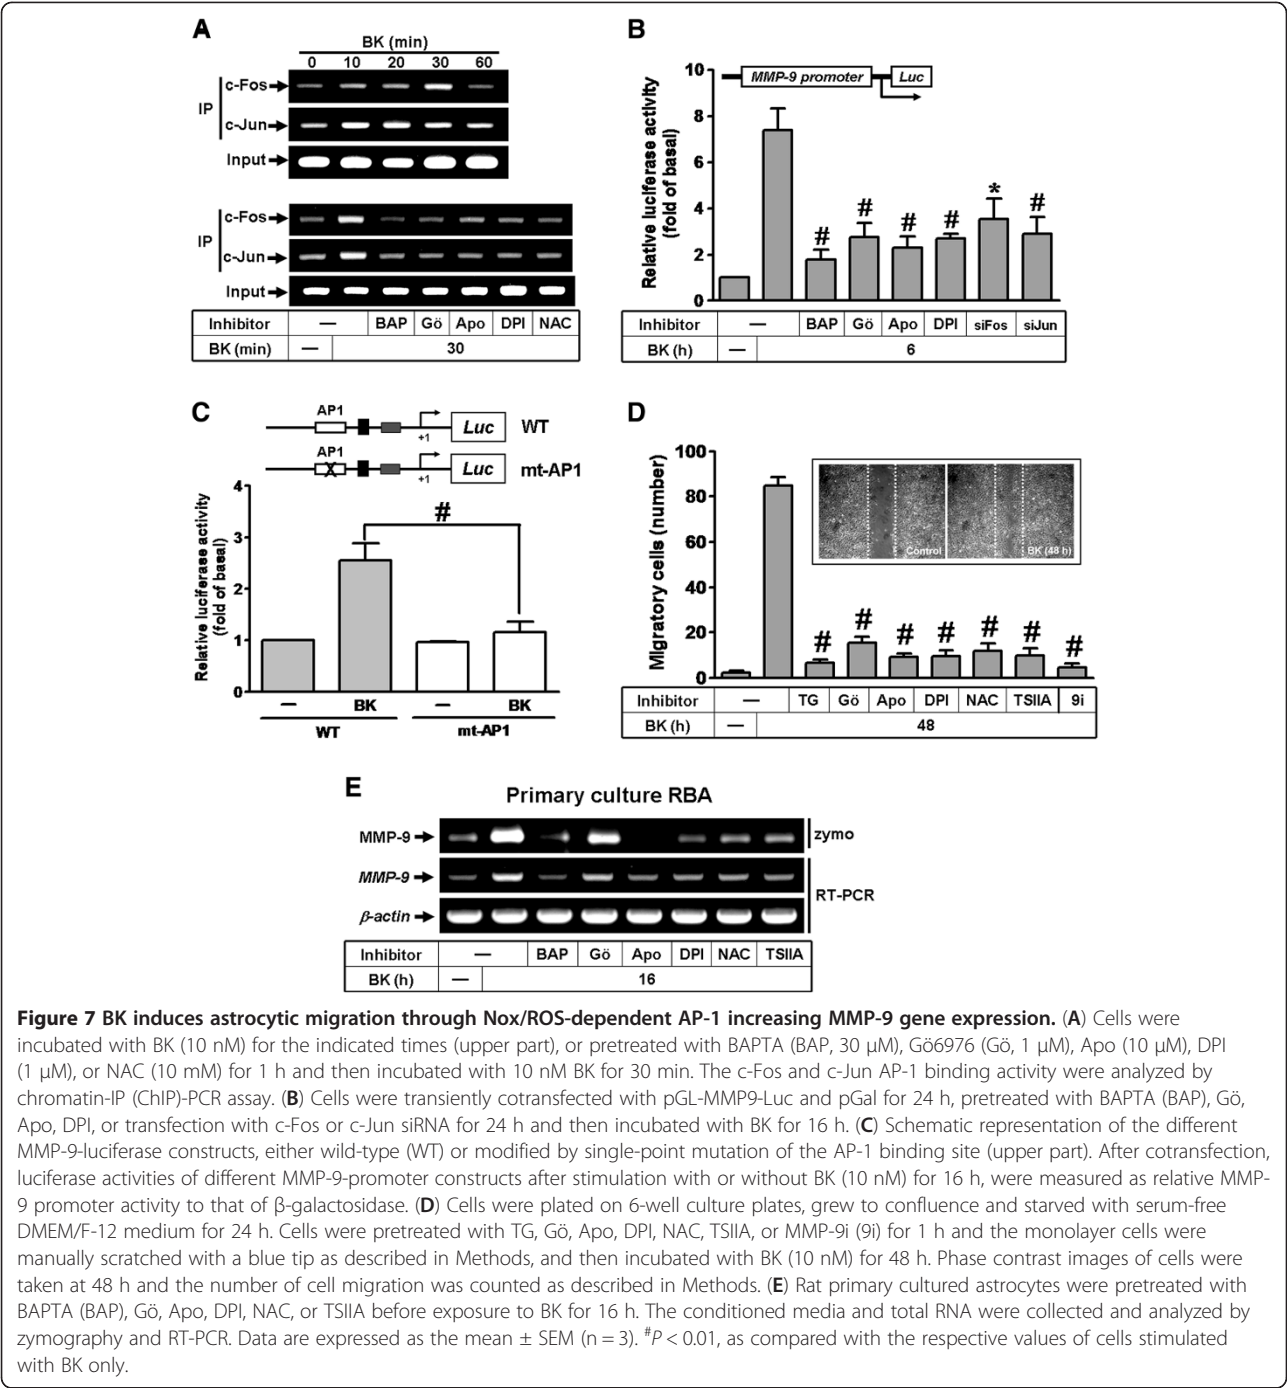 A
BK (min)
0 10 20 30 60
IP
c-Fos
c-Jun
Input
IP
c-Fos
c-Jun
Input
Inhibitor — BAP Gö Apo DPI NAC
BK (min) — 30
B
MMP-9 promoter Luc
Relative luciferase activity
(fold of basal)
10
8
6
4
2
0
# # # # * #
Inhibitor — BAP Gö Apo DPI siFos siJun
BK (h) — 6
C
AP1
+1 Luc WT
AP1
X +1 Luc mt-AP1
Relative luciferase activity
(fold of basal)
4
3
2
1
0
#
— BK — BK
WT mt-AP1
D
Migratory cells (number)
100
80
60
40
20
0
Control BK (48 h)
# # # # # # #
Inhibitor — TG Gö Apo DPI NAC TSIIA 9i
BK (h) — 48
E
Primary culture RBA
MMP-9 zymo
MMP-9
RT-PCR
β-actin
Inhibitor — BAP Gö Apo DPI NAC TSIIA
BK (h) — 16
Figure 7 BK induces astrocytic migration through Nox/ROS-dependent AP-1 increasing MMP-9 gene expression. (A) Cells were
incubated with BK (10 nM) for the indicated times (upper part), or pretreated with BAPTA (BAP, 30 μM), Gö6976 (Gö, 1 μM), Apo (10 μM), DPI
(1 μM), or NAC (10 mM) for 1 h and then incubated with 10 nM BK for 30 min. The c-Fos and c-Jun AP-1 binding activity were analyzed by
chromatin-IP (ChIP)-PCR assay. (B) Cells were transiently cotransfected with pGL-MMP9-Luc and pGal for 24 h, pretreated with BAPTA (BAP), Gö,
Apo, DPI, or transfection with c-Fos or c-Jun siRNA for 24 h and then incubated with BK for 16 h. (C) Schematic representation of the different
MMP-9-luciferase constructs, either wild-type (WT) or modified by single-point mutation of the AP-1 binding site (upper part). After cotransfection,
luciferase activities of different MMP-9-promoter constructs after stimulation with or without BK (10 nM) for 16 h, were measured as relative MMP-
9 promoter activity to that of β-galactosidase. (D) Cells were plated on 6-well culture plates, grew to confluence and starved with serum-free
DMEM/F-12 medium for 24 h. Cells were pretreated with TG, Gö, Apo, DPI, NAC, TSIIA, or MMP-9i (9i) for 1 h and the monolayer cells were
manually scratched with a blue tip as described in Methods, and then incubated with BK (10 nM) for 48 h. Phase contrast images of cells were
taken at 48 h and the number of cell migration was counted as described in Methods. (E) Rat primary cultured astrocytes were pretreated with
BAPTA (BAP), Gö, Apo, DPI, NAC, or TSIIA before exposure to BK for 16 h. The conditioned media and total RNA were collected and analyzed by
zymography and RT-PCR. Data are expressed as the mean ± SEM (n = 3). #P < 0.01, as compared with the respective values of cells stimulated
with BK only.